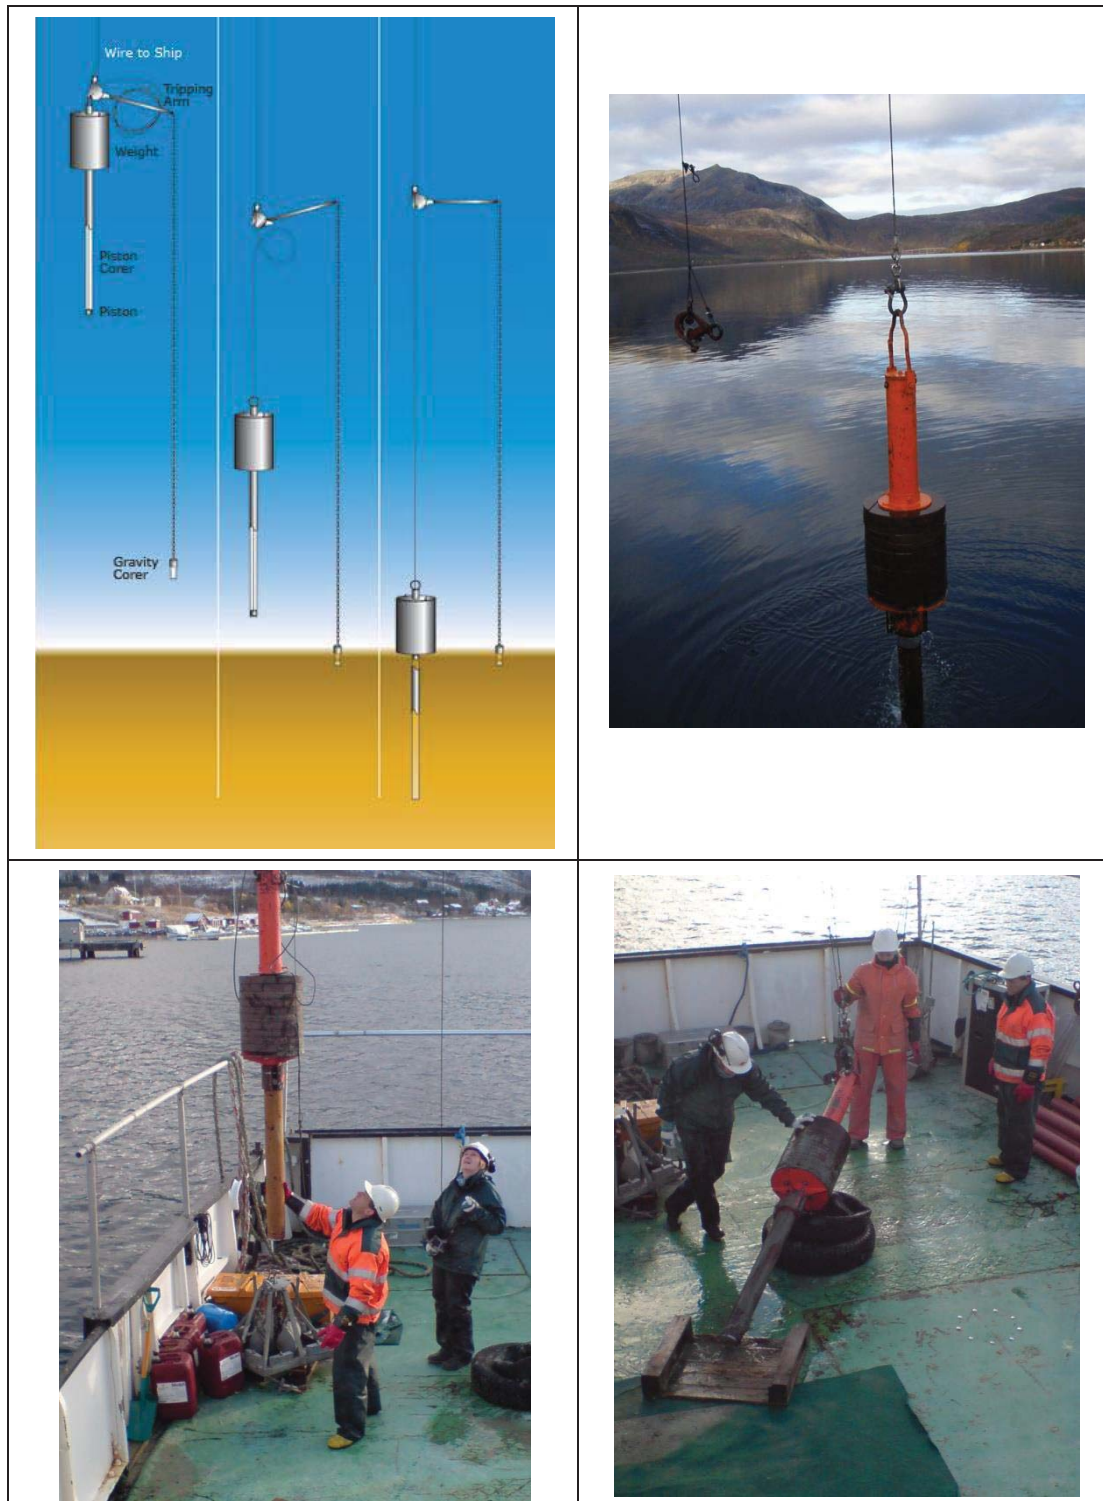 Wire to Ship
Tripping
Arm
Weight
Piston
Corer
Piston
Gravity
Corer